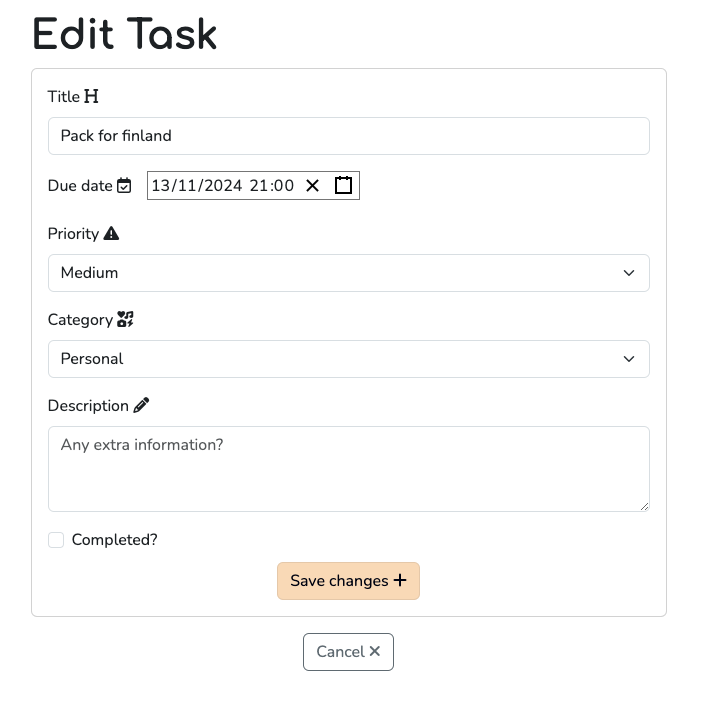 Edit Task
Title
Pack for finland
Due date 13/11/2024 21:00
Priority
Medium
Category
Personal
Description
Any extra information?
Completed?
Save changes
Cancel